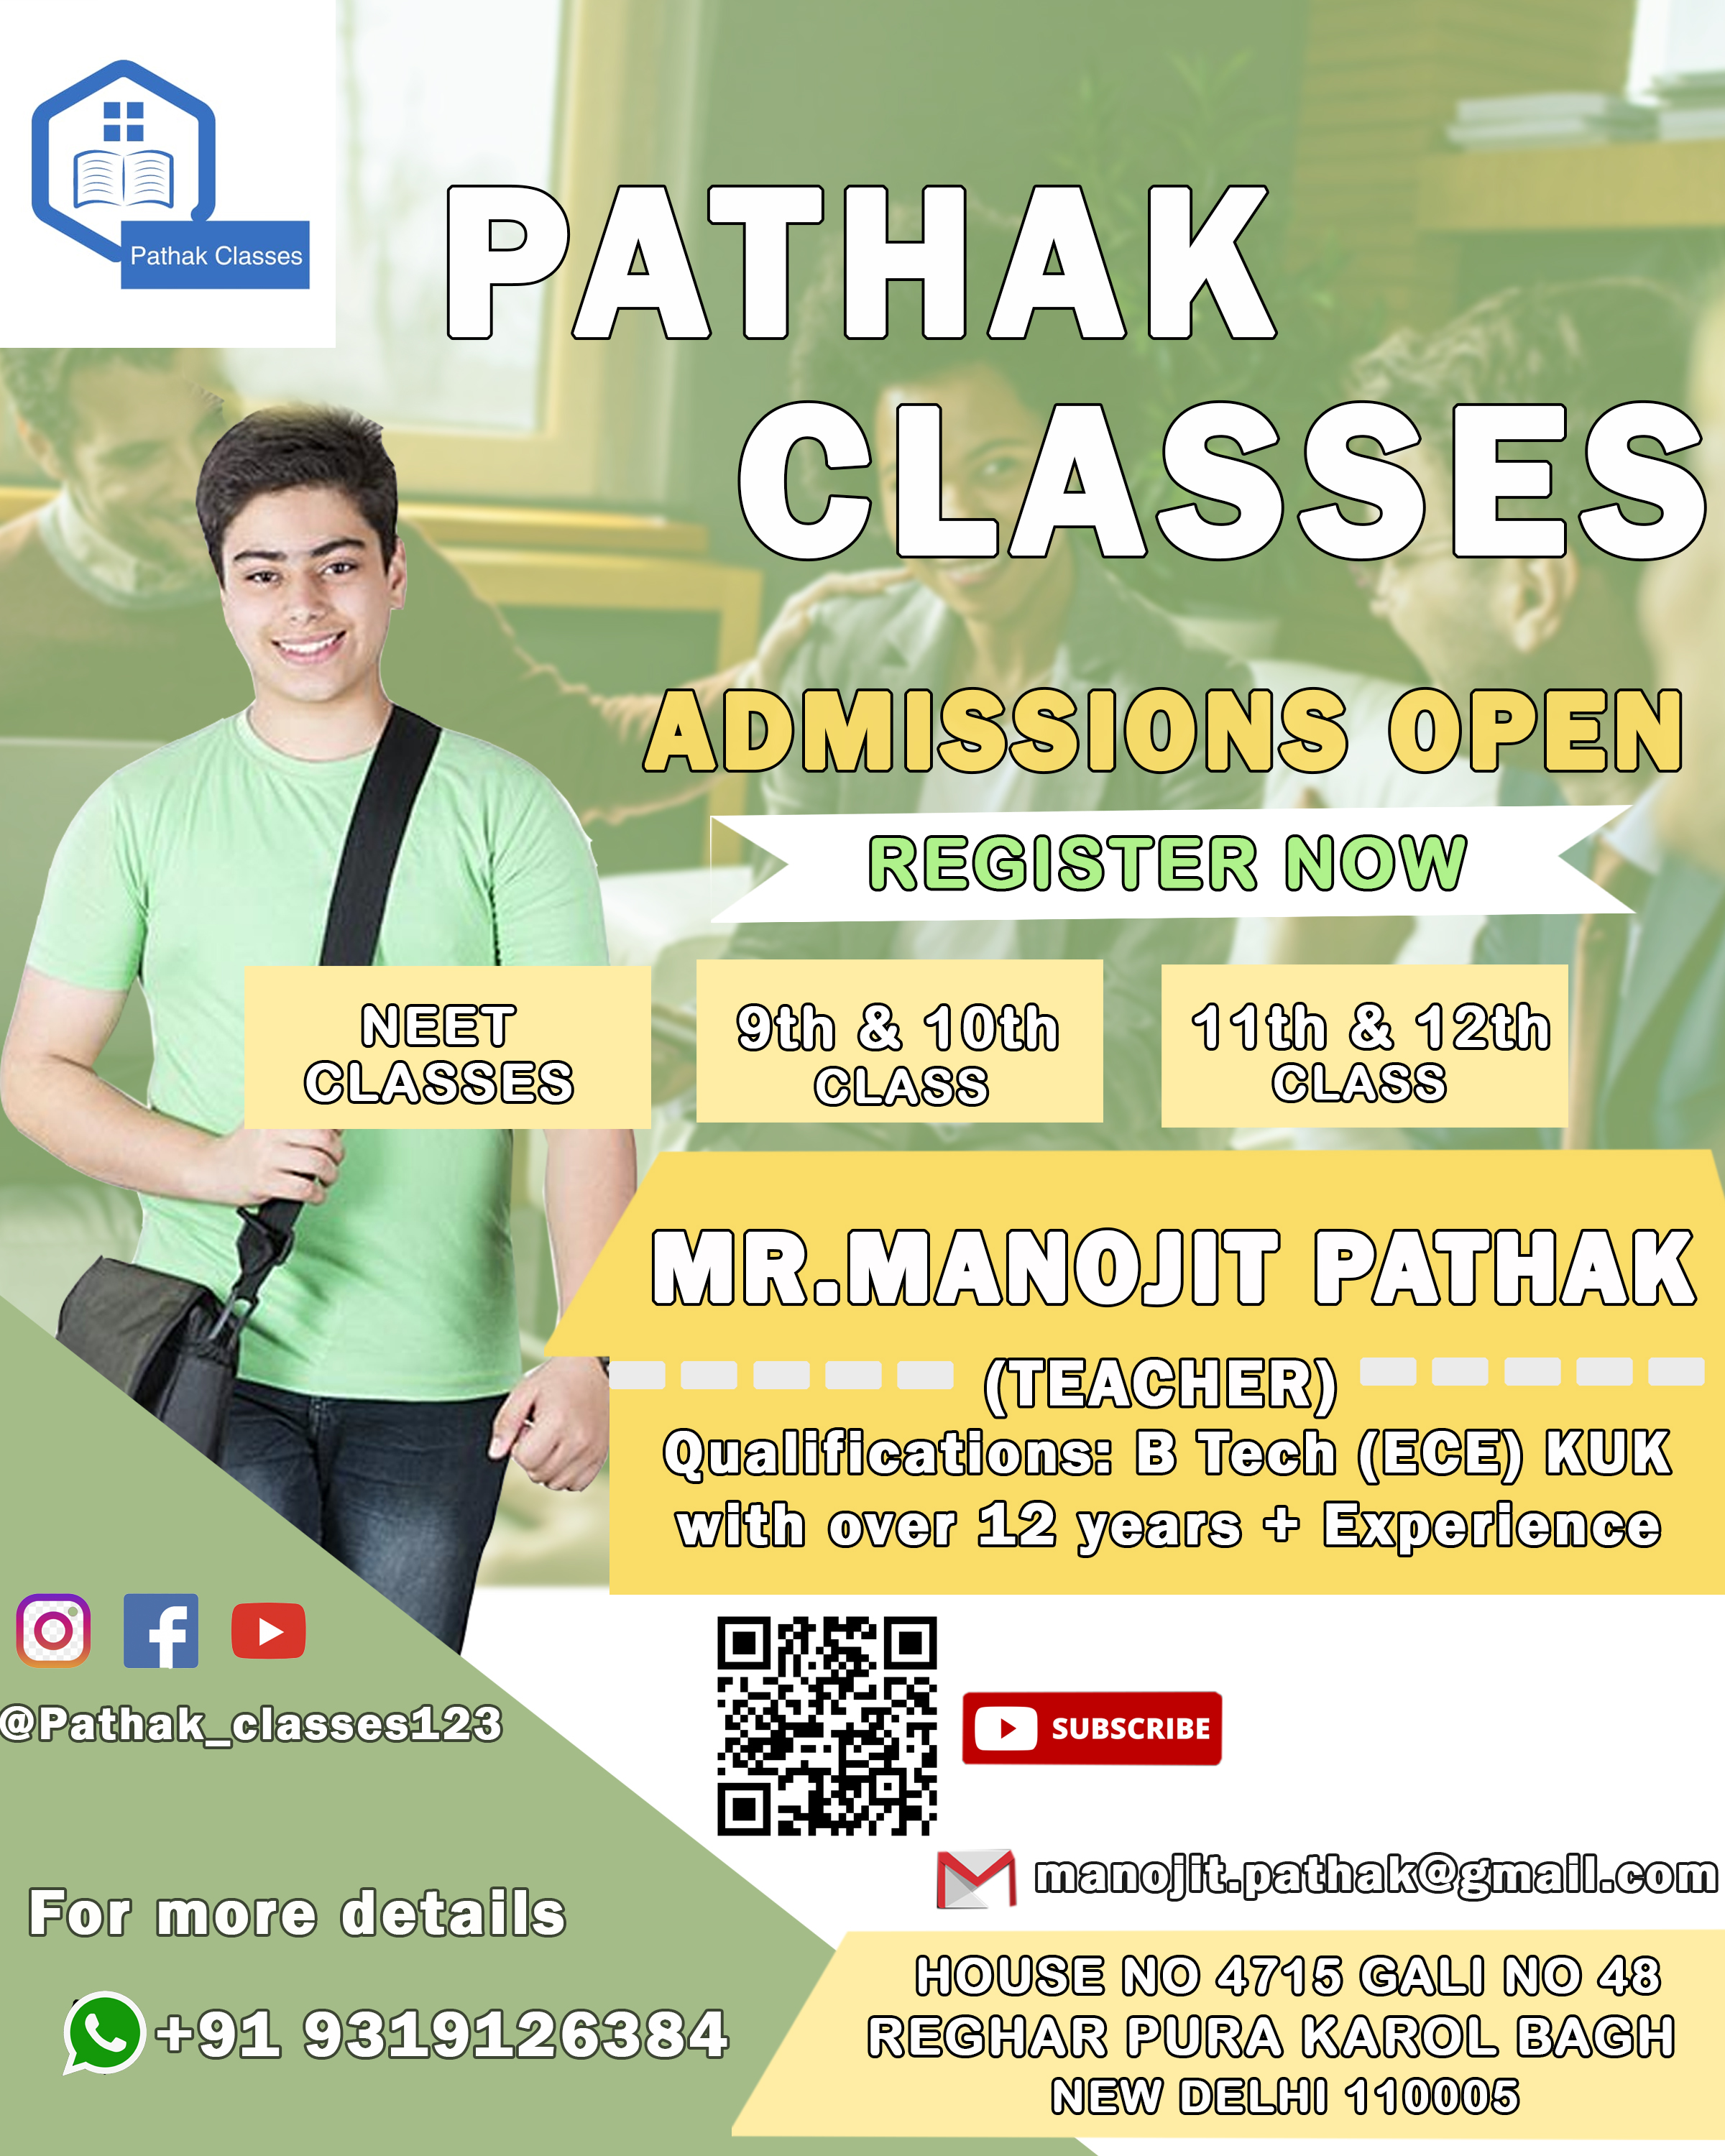 Pathak Classes
PATHAK
CLASSES
ADMISSIONS OPEN
REGISTER NOW
NEET
CLASSES
9th & 10th
CLASS
11th & 12th
CLASS
MR.MANOJIT PATHAK
(TEACHER)
Qualifications: B Tech (ECE) KUK
with over 12 years + Experience
@Pathak_classes123
SUBSCRIBE
manojit.pathak@gmail.com
For more details
+91 9319126384
HOUSE NO 4715 GALI NO 48
REGHAR PURA KAROL BAGH
NEW DELHI 110005